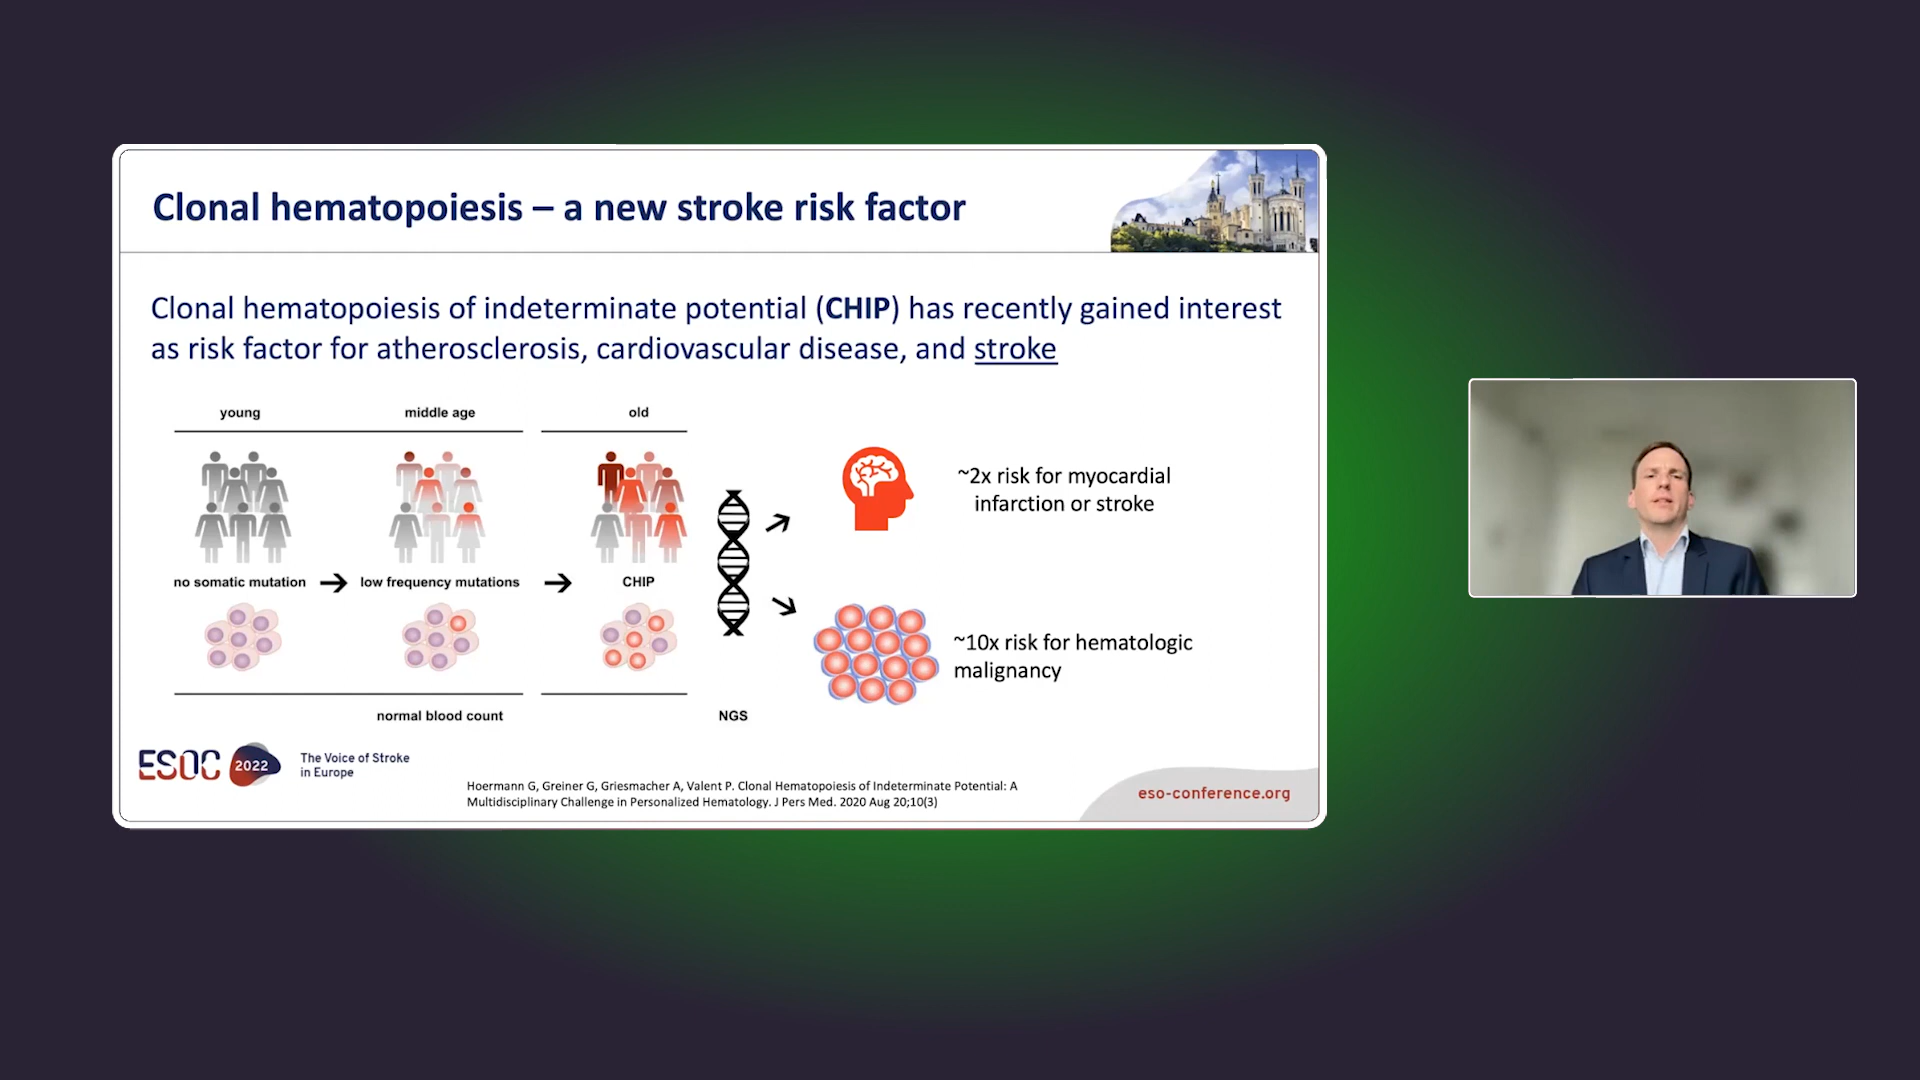 Clonal hematopoiesis – a new stroke risk factor
Clonal hematopoiesis of indeterminate potential (CHIP) has recently gained interest
as risk factor for atherosclerosis, cardiovascular disease, and stroke
young
middle age
old
no somatic mutation
low frequency mutations
CHIP
normal blood count
NGS
~2x risk for myocardial
infarction or stroke
~10x risk for hematologic
malignancy
ESOC 2022
The Voice of Stroke
in Europe
Hoermann G, Greiner G, Griesmacher A, Valent P. Clonal Hematopoiesis of Indeterminate Potential: A
Multidisciplinary Challenge in Personalized Hematology. J Pers Med. 2020 Aug 20;10(3)
eso-conference.org